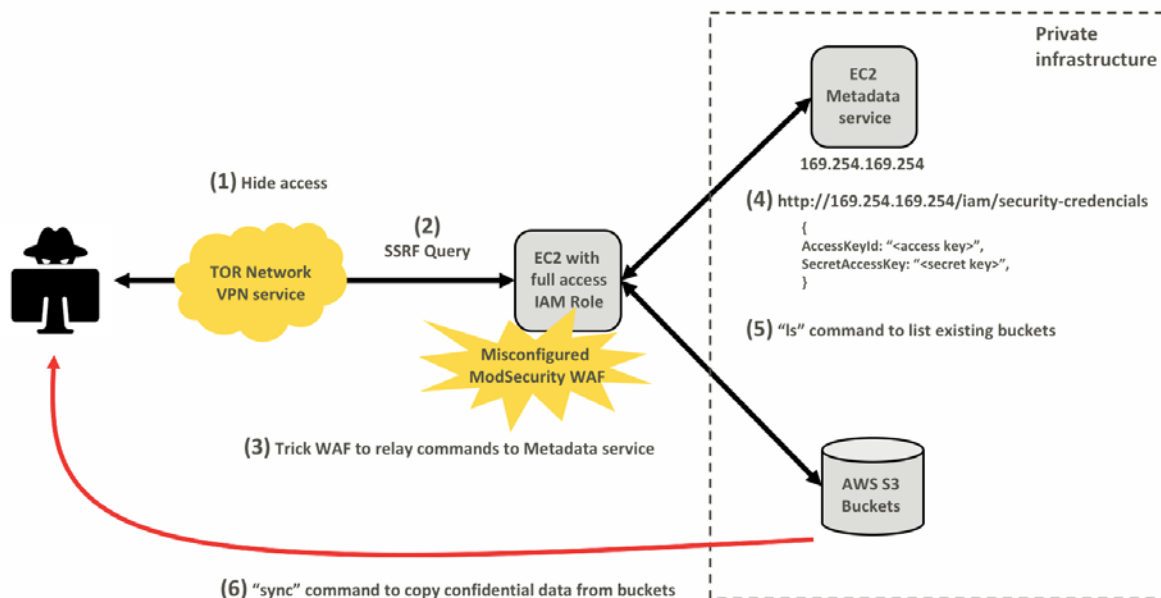 Private
infrastructure
EC2
Metadata
service
169.254.169.254
(1) Hide access
(2)
SSRF Query
TOR Network
VPN service
EC2 with
full access
IAM Role
Misconfigured
ModSecurity WAF
(3) Trick WAF to relay commands to Metadata service
(4) http://169.254.169.254/iam/security-credencials
{
AccessKeyId: “<access key>”,
SecretAccessKey: “<secret key>”,
}
(5) “ls” command to list existing buckets
AWS S3
Buckets
(6) “sync” command to copy confidential data from buckets